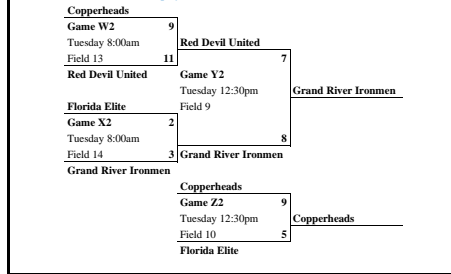 Copperheads
Game W2 9
Tuesday 8:00am Red Devil United
Field 13 11 7
Red Devil United Game Y2
Tuesday 12:30pm Grand River Ironmen
Florida Elite Field 9
Game X2 2
Tuesday 8:00am 8
Field 14 3 Grand River Ironmen
Grand River Ironmen
Copperheads
Game Z2 9
Tuesday 12:30pm Copperheads
Field 10 5
Florida Elite